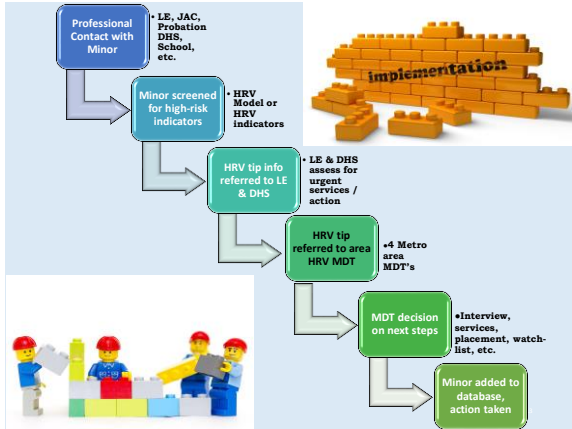 Professional
Contact with
Minor
• LE, JAC,
Probation
DHS,
School,
etc.
implementation
Minor screened
for high-risk
indicators
• HRV
Model or
HRV
indicators
HRV tip info
referred to LE
& DHS
• LE & DHS
assess for
urgent
services /
action
HRV tip
referred to area
HRV MDT
•4 Metro
area
MDT's
MDT decision
on next steps
•Interview,
services,
placement, watch-
list, etc.
Minor added to
database,
action taken